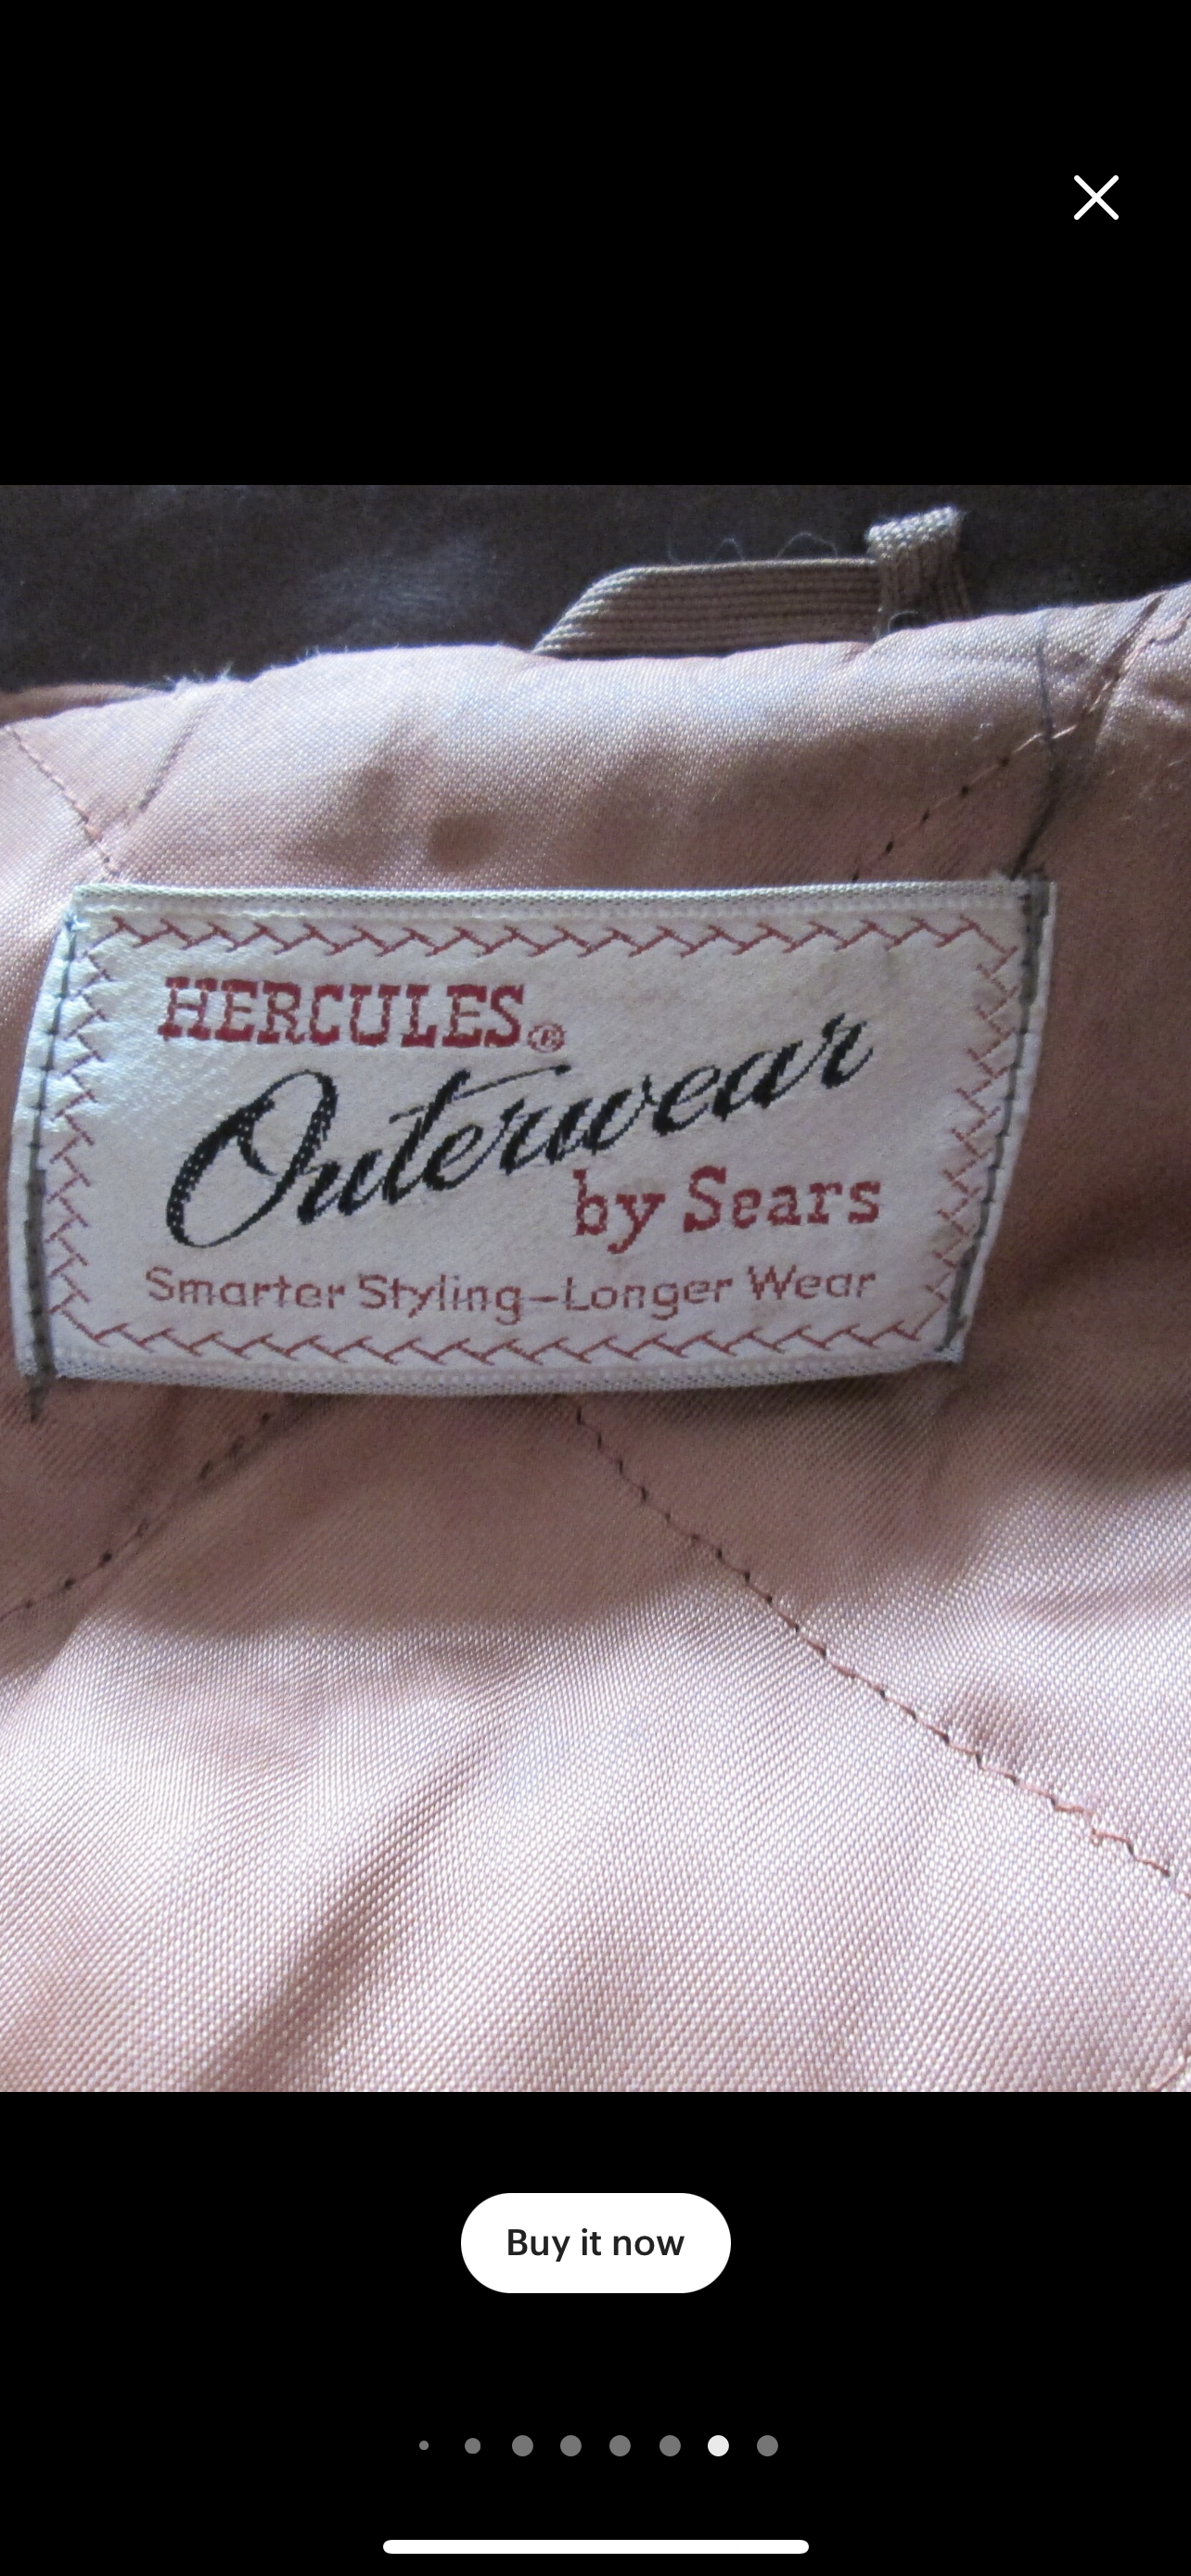 HERCULES®
Outerwear
by Sears
Smarter Styling—Longer Wear
Buy it now